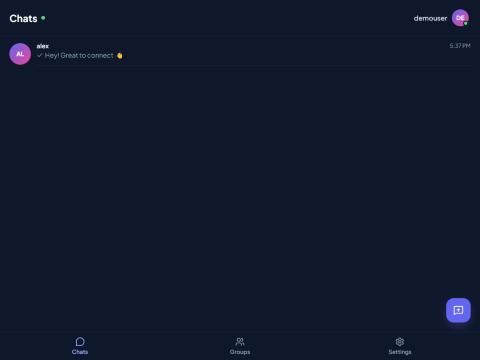 Chats
demouser
DE
AL
alex
5:37 PM
✓ Hey! Great to connect 👋
Chats
Groups
Settings